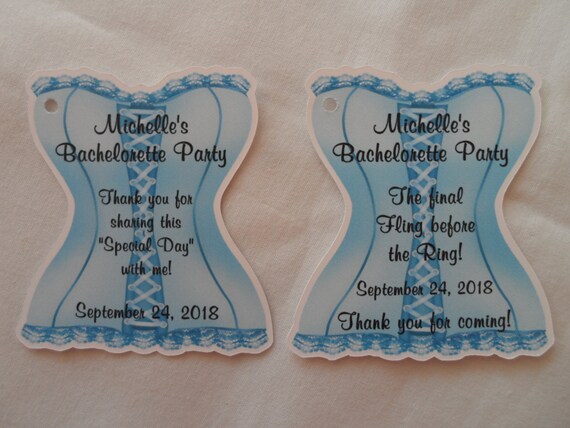 Michelle's
Bachelorette Party
Thank you for
sharing this
"Special Day"
with me!
September 24, 2018
Michelle's
Bachelorette Party
The final
Fling before
the Ring!
September 24, 2018
Thank you for coming!